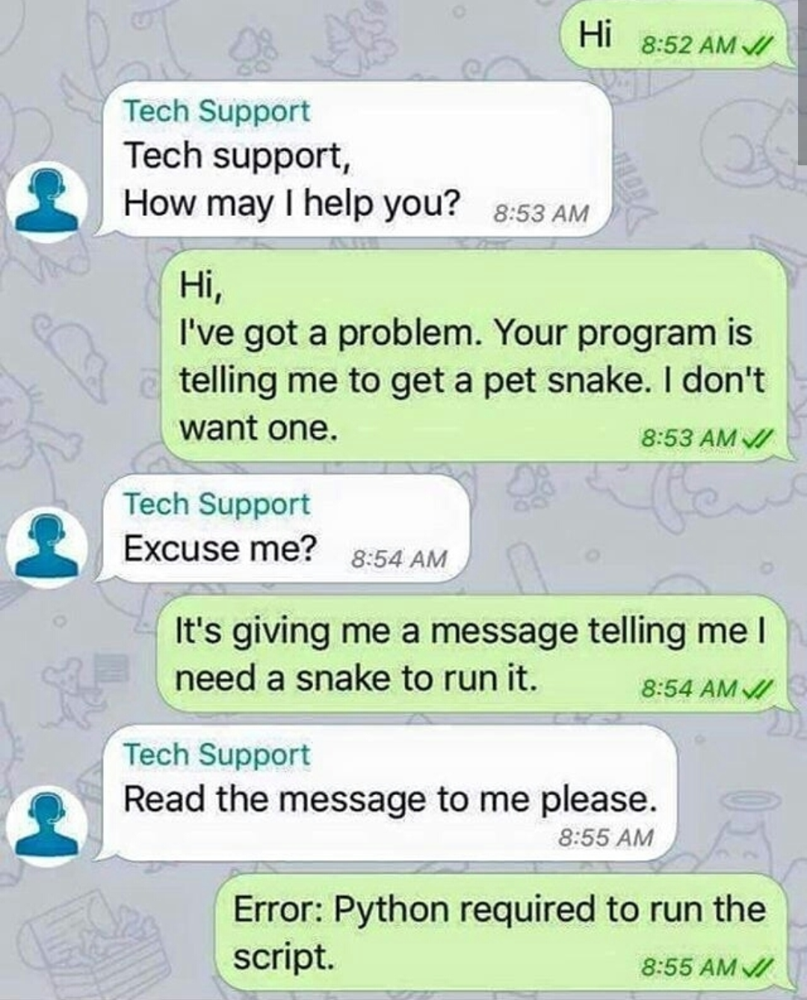 Hi 8:52 AM
Tech Support
Tech support,
How may I help you? 8:53 AM
Hi,
I've got a problem. Your program is
telling me to get a pet snake. I don't
want one. 8:53 AM
Tech Support
Excuse me? 8:54 AM
It's giving me a message telling me I
need a snake to run it. 8:54 AM
Tech Support
Read the message to me please.
8:55 AM
Error: Python required to run the
script. 8:55 AM